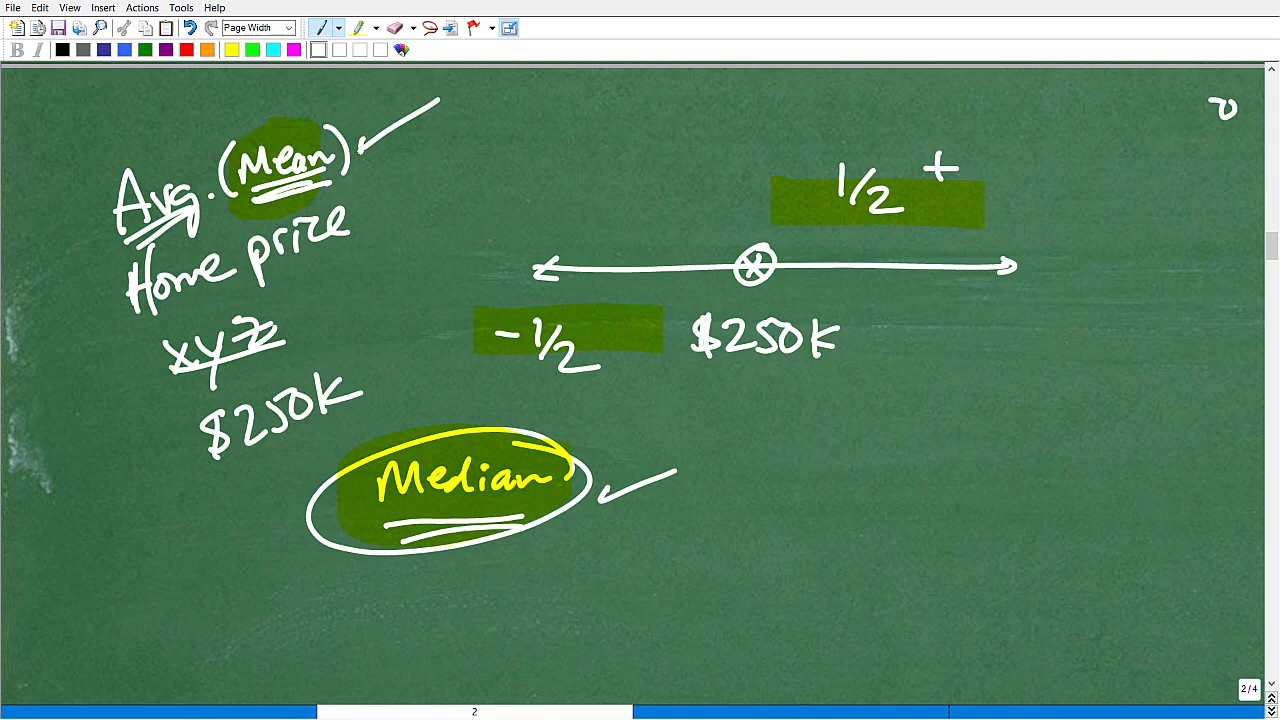 File Edit View Insert Actions Tools Help
Page Width
B I
Avg. (Mean)
Home price
xyz
$250K
1/2 +
- 1/2
$250K
Median
2/4
2